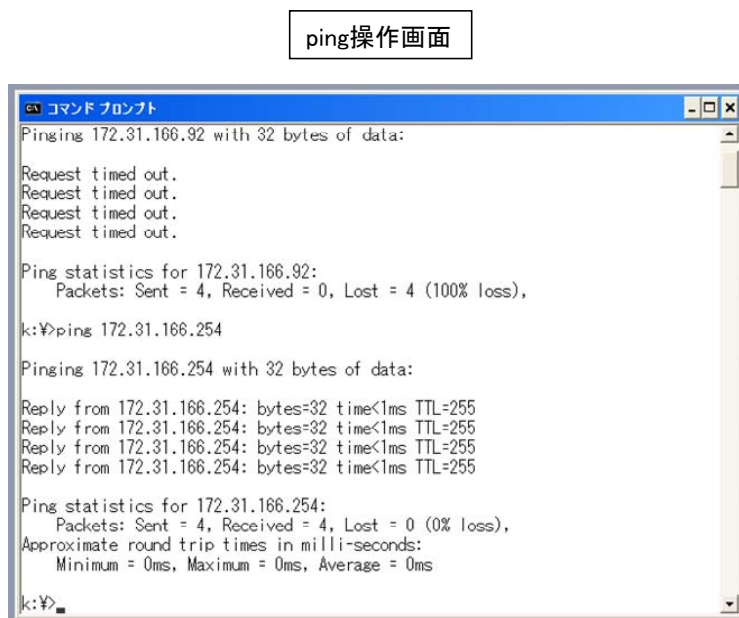 ping操作画面
コマンド プロンプト
Pinging 172.31.166.92 with 32 bytes of data:
Request timed out.
Request timed out.
Request timed out.
Request timed out.
Ping statistics for 172.31.166.92:
Packets: Sent = 4, Received = 0, Lost = 4 (100% loss),
k:¥>ping 172.31.166.254
Pinging 172.31.166.254 with 32 bytes of data:
Reply from 172.31.166.254: bytes=32 time<1ms TTL=255
Reply from 172.31.166.254: bytes=32 time<1ms TTL=255
Reply from 172.31.166.254: bytes=32 time<1ms TTL=255
Reply from 172.31.166.254: bytes=32 time<1ms TTL=255
Ping statistics for 172.31.166.254:
Packets: Sent = 4, Received = 4, Lost = 0 (0% loss),
Approximate round trip times in milli-seconds:
Minimum = 0ms, Maximum = 0ms, Average = 0ms
k:¥>_